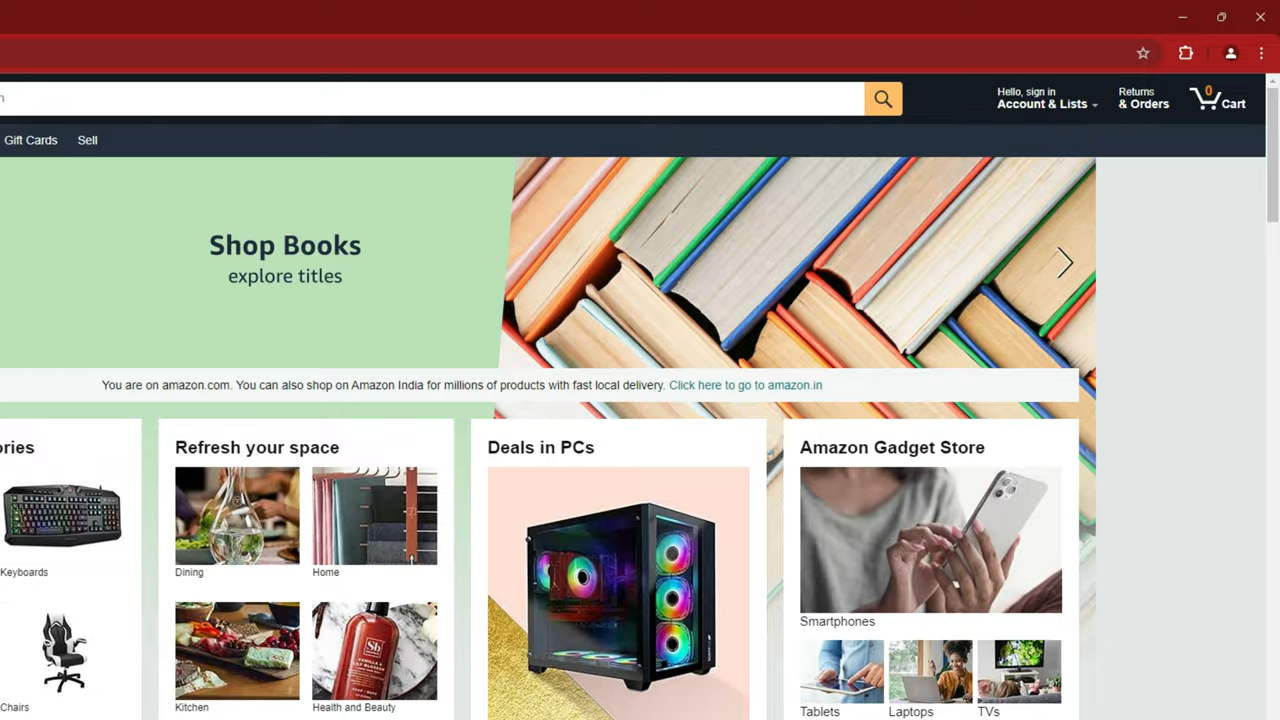 Hello, sign in
Account & Lists
Returns
& Orders
0
Cart
Gift Cards
Sell
Shop Books
explore titles
You are on amazon.com. You can also shop on Amazon India for millions of products with fast local delivery. Click here to go to amazon.in
ories
Keyboards
Chairs
Refresh your space
Dining
Home
Kitchen
Health and Beauty
Deals in PCs
Amazon Gadget Store
Smartphones
Tablets
Laptops
TVs